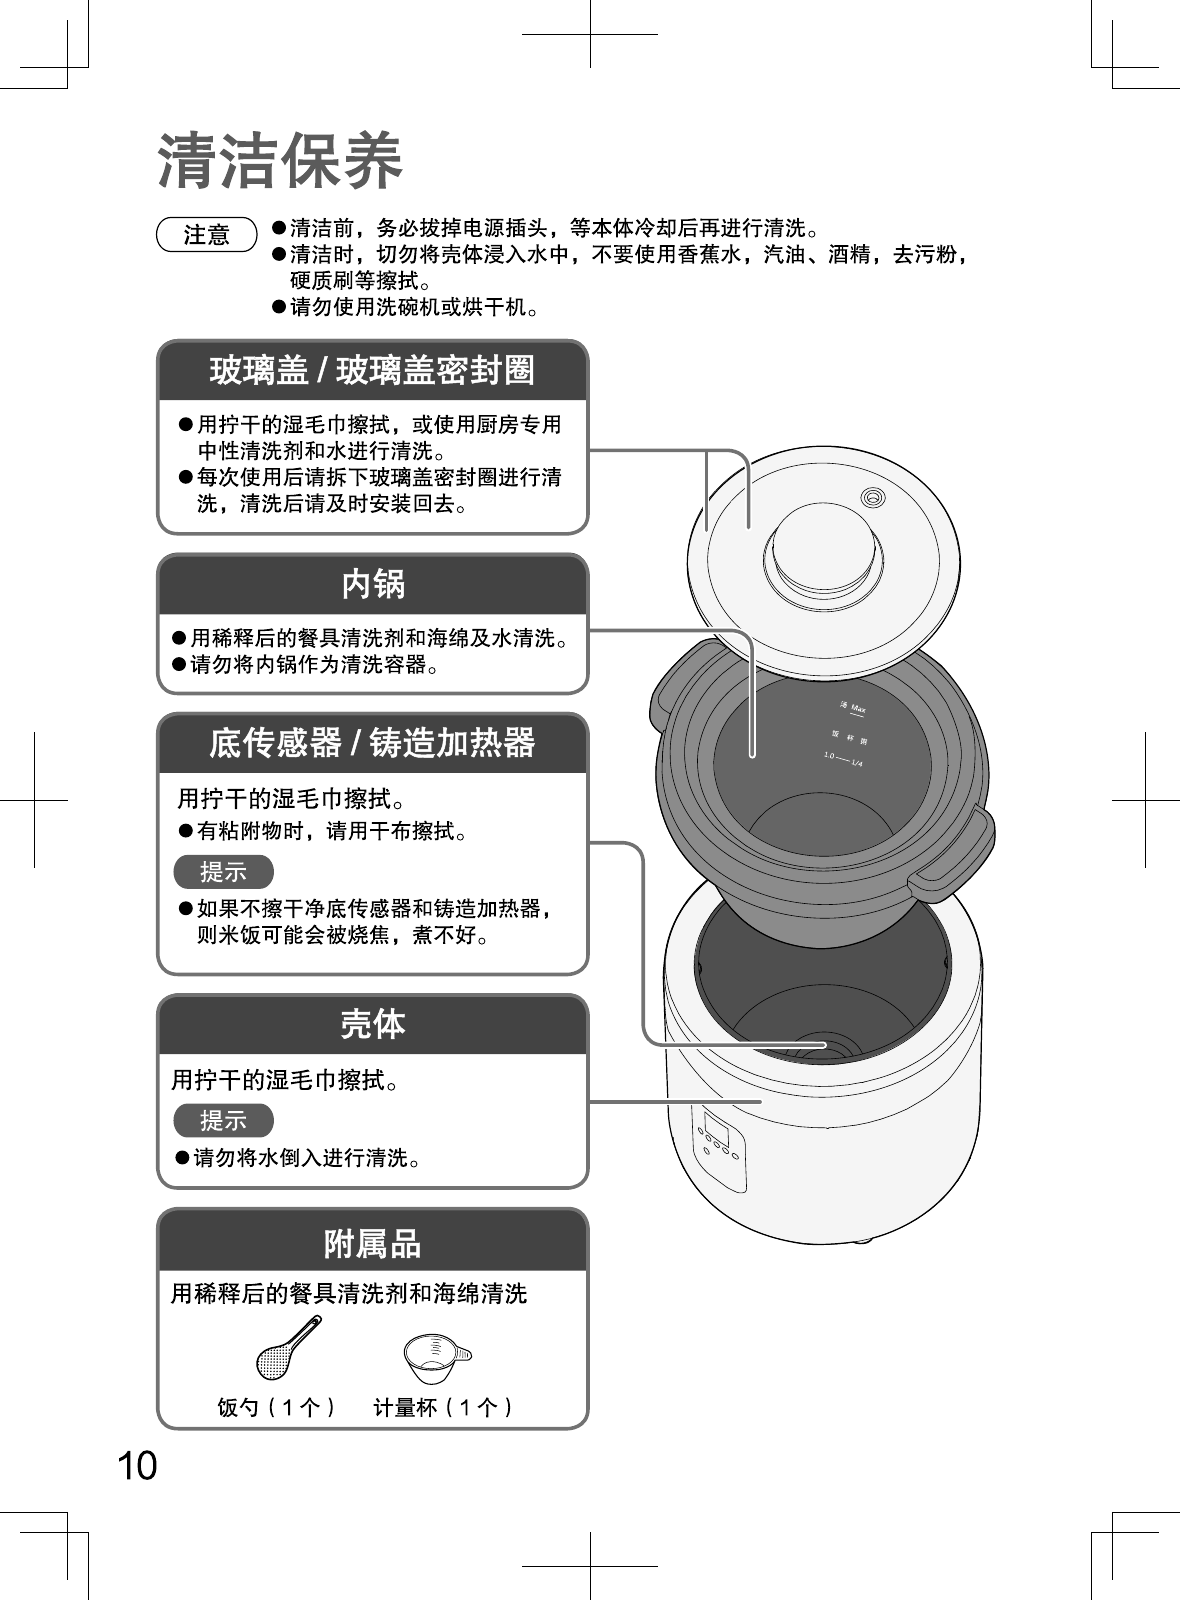 清洁保养
注意
●清洁前，务必拔掉电源插头，等本体冷却后再进行清洗。
●清洁时，切勿将壳体浸入水中，不要使用香蕉水，汽油、酒精，去污粉，
硬质刷等擦拭。
●请勿使用洗碗机或烘干机。
玻璃盖 / 玻璃盖密封圈
●用拧干的湿毛巾擦拭，或使用厨房专用
中性清洗剂和水进行清洗。
●每次使用后请拆下玻璃盖密封圈进行清
洗，清洗后请及时安装回去。
内锅
●用稀释后的餐具清洗剂和海绵及水清洗。
●请勿将内锅作为清洗容器。
汤 Max
饭 杯 粥
1.0 1/4
底传感器 / 铸造加热器
用拧干的湿毛巾擦拭。
●有粘附物时，请用干布擦拭。
提示
●如果不擦干净底传感器和铸造加热器，
则米饭可能会被烧焦，煮不好。
壳体
用拧干的湿毛巾擦拭。
提示
●请勿将水倒入进行清洗。
附属品
用稀释后的餐具清洗剂和海绵清洗
饭勺（1个） 计量杯（1个）
10